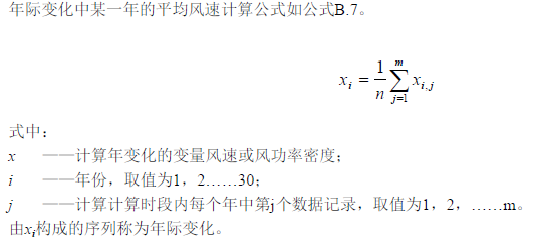 年际变化中某一年的平均风速计算公式如公式B.7。
x_i = \frac{1}{n} \sum_{j=1}^{m} x_{i,j}
式中：
x ——计算年变化的变量风速或风功率密度；
i ——年份，取值为1，2……30；
j ——计算计算时段内每个年中第j个数据记录，取值为1，2，……m。
由x_i构成的序列称为年际变化。